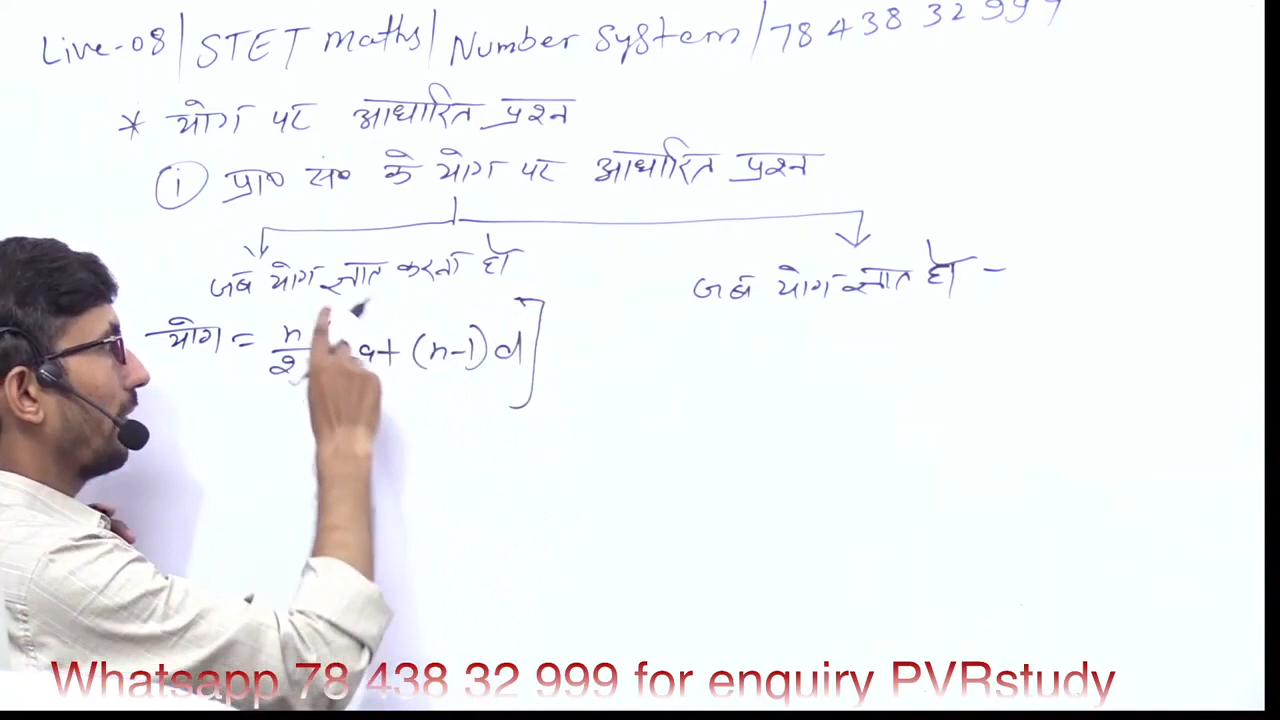 Live-08 | STET maths | Number System | 78 438 32 999
* योग पर आधारित प्रश्न
(i) प्रा० सं० के योग पर आधारित प्रश्न
जब योग ज्ञात करना हो
जब योग ज्ञात हो -
योग = n/2 a+(n-1)d]
Whatsapp 78 438 32 999 for enquiry PVRstudy